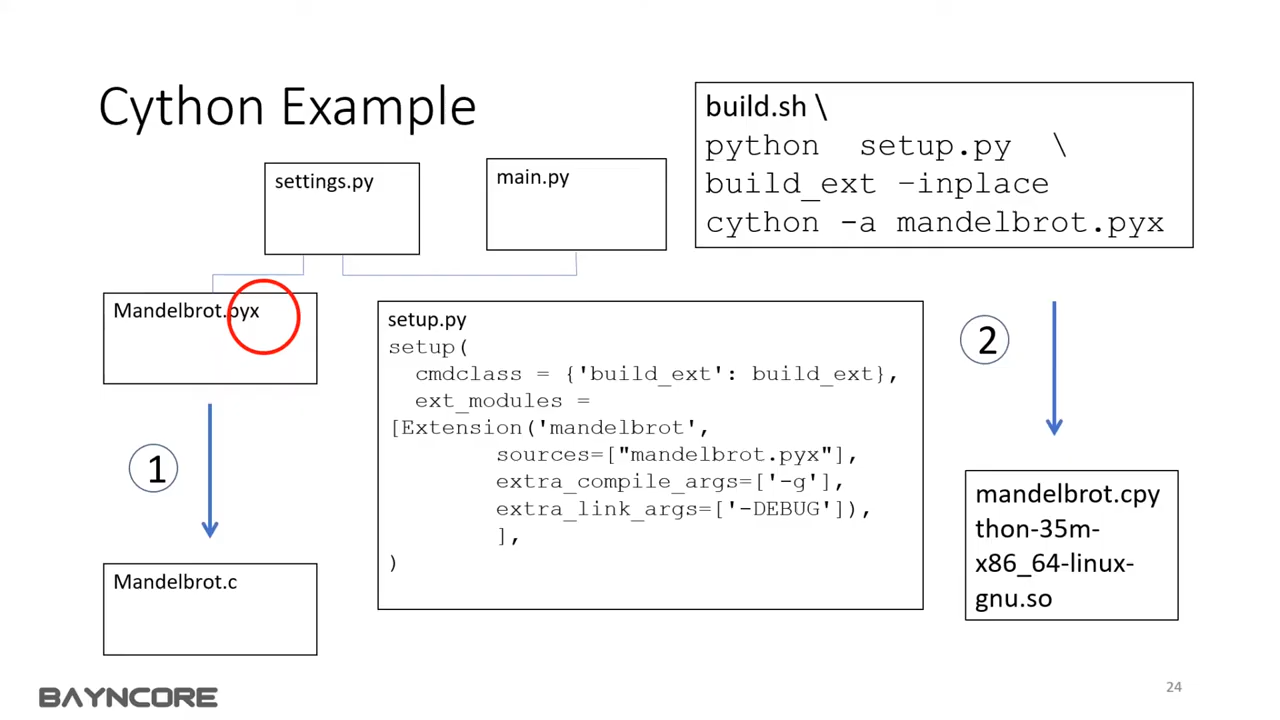 Cython Example
build.sh \
python  setup.py  \
build_ext –inplace
cython -a mandelbrot.pyx
settings.py
main.py
Mandelbrot.pyx
setup.py
setup(
  cmdclass = {'build_ext': build_ext},
  ext_modules =
[Extension('mandelbrot',
        sources=["mandelbrot.pyx"],
        extra_compile_args=['-g'],
        extra_link_args=['-DEBUG']),
        ],
)
1
2
Mandelbrot.c
mandelbrot.cpy
thon-35m-
x86_64-linux-
gnu.so
BAYNCORE
24